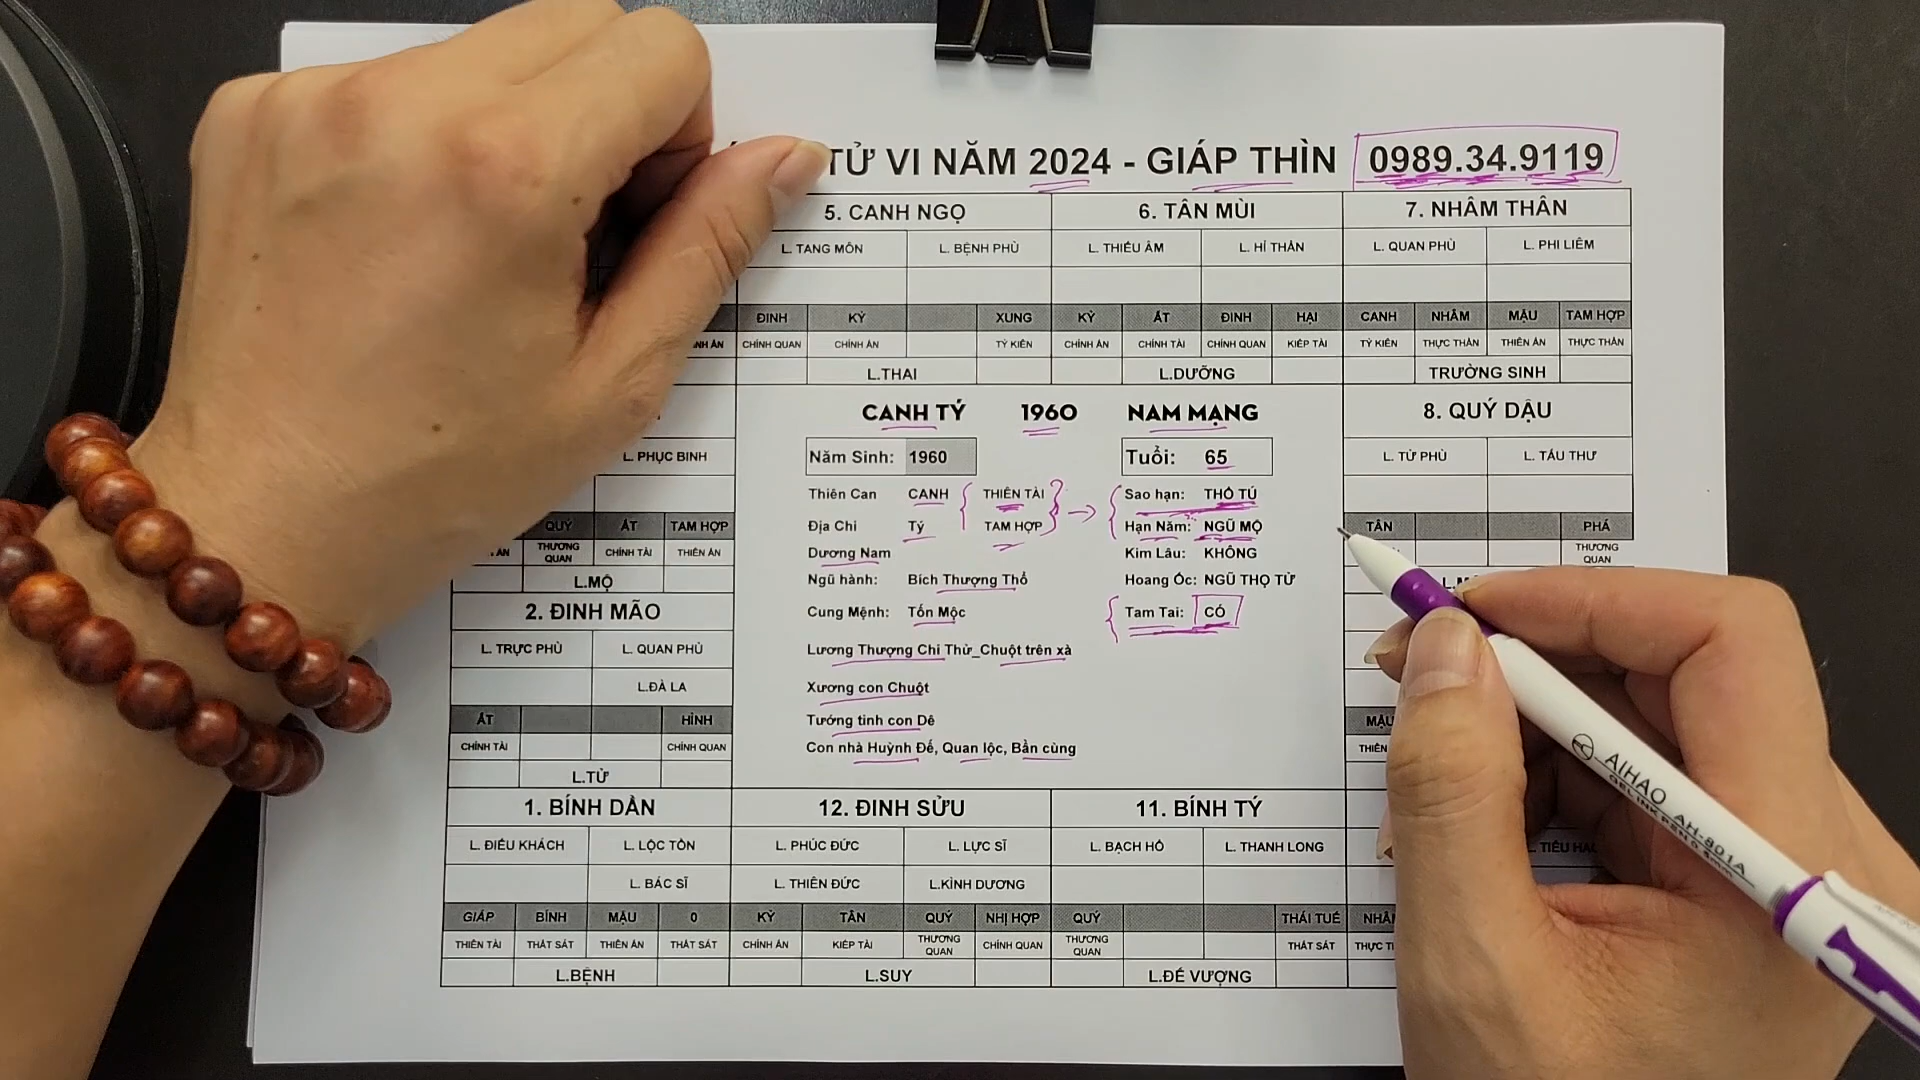 TỬ VI NĂM 2024 - GIÁP THÌN 0989.34.9119
5. CANH NGỌ 6. TÂN MÙI 7. NHÂM THÂN
L. TANG MÔN L. BỆNH PHÙ L. THIẾU ÂM L. HỈ THẦN L. QUAN PHÙ L. PHI LIÊM
ĐINH KỶ XUNG KỶ ẤT ĐINH HẠI CANH NHÂM MẬU TAM HỢP
CHÍNH QUAN CHÍNH ẤN TỶ KIÊN CHÍNH ẤN CHÍNH TÀI CHÍNH QUAN KIẾP TÀI TỶ KIÊN THỰC THẦN THIÊN ẤN THỰC THẦN
L.THAI L.DƯỠNG TRƯỜNG SINH
CANH TÝ 1960 NAM MẠNG
8. QUÝ DẬU
L. PHỤC BINH
Năm Sinh: 1960 Tuổi: 65
L. TỬ PHÙ L. TẤU THƯ
Thiên Can CANH THIÊN TÀI Sao hạn: THỔ TÚ
Địa Chi Tý TAM HỢP Hạn Năm: NGŨ MỘ
QUÝ ẤT TAM HỢP
TÂN PHÁ
Dương Nam Kim Lâu: KHÔNG
THƯƠNG QUAN CHÍNH TÀI THIÊN ẤN
THƯƠNG QUAN
Ngũ hành: Bích Thượng Thổ Hoang Ốc: NGŨ THỌ TỬ
L.MỘ
Cung Mệnh: Tốn Mộc Tam Tai: CÓ
2. ĐINH MÃO
L. TRỰC PHÙ L. QUAN PHỦ
Lương Thượng Chi Thử_Chuột trên xà
L.ĐÀ LA
Xương con Chuột
ẤT HÌNH
Tướng tinh con Dê
MẬU
CHÍNH TÀI CHÍNH QUAN
Con nhà Huỳnh Đế, Quan lộc, Bần cùng
THIÊN
L.TỬ
1. BÍNH DẦN 12. ĐINH SỬU 11. BÍNH TÝ
L. ĐIẾU KHÁCH L. LỘC TỒN L. PHÚC ĐỨC L. LỰC SĨ L. BẠCH HỔ L. THANH LONG
L. BÁC SĨ L. THIÊN ĐỨC L.KÌNH DƯƠNG
GIÁP BÍNH MẬU 0 KỶ TÂN QUÝ NHỊ HỢP QUÝ THÁI TUẾ
THIÊN TÀI THẤT SÁT THIÊN ẤN THẤT SÁT CHÍNH ẤN KIẾP TÀI THƯƠNG QUAN CHÍNH QUAN THƯƠNG QUAN THẤT SÁT
L.BỆNH L.SUY L.ĐẾ VƯỢNG
AIHAO AH-801A
GEL INK PEN 0.5mm